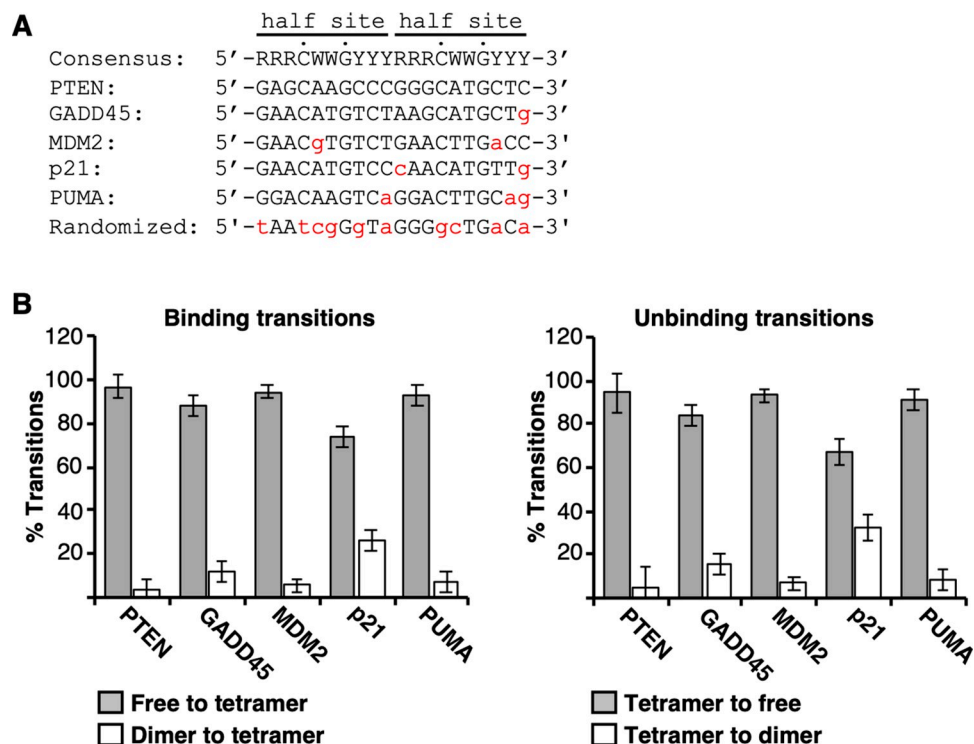 A
half site half site
Consensus: 5′-RRRCWWGYYYRRRCWWGYYY-3′
PTEN: 5′-GAGCAAGCCCGGGCATGCTC-3′
GADD45: 5′-GAACATGTCTAAGCATGCTg-3′
MDM2: 5′-GAACgTGTCTGAACTTGaCC-3'
p21: 5′-GAACATGTCCcAACATGTTg-3′
PUMA: 5′-GGACAAGTCaGGACTTGCag-3'
Randomized: 5'-tAAtcgGgTaGGGgcTGaCa-3'
B
Binding transitions
% Transitions
120
100
80
60
40
20
PTEN
GADD45
MDM2
p21
PUMA
Free to tetramer
Dimer to tetramer
Unbinding transitions
% Transitions
120
100
80
60
40
20
PTEN
GADD45
MDM2
p21
PUMA
Tetramer to free
Tetramer to dimer